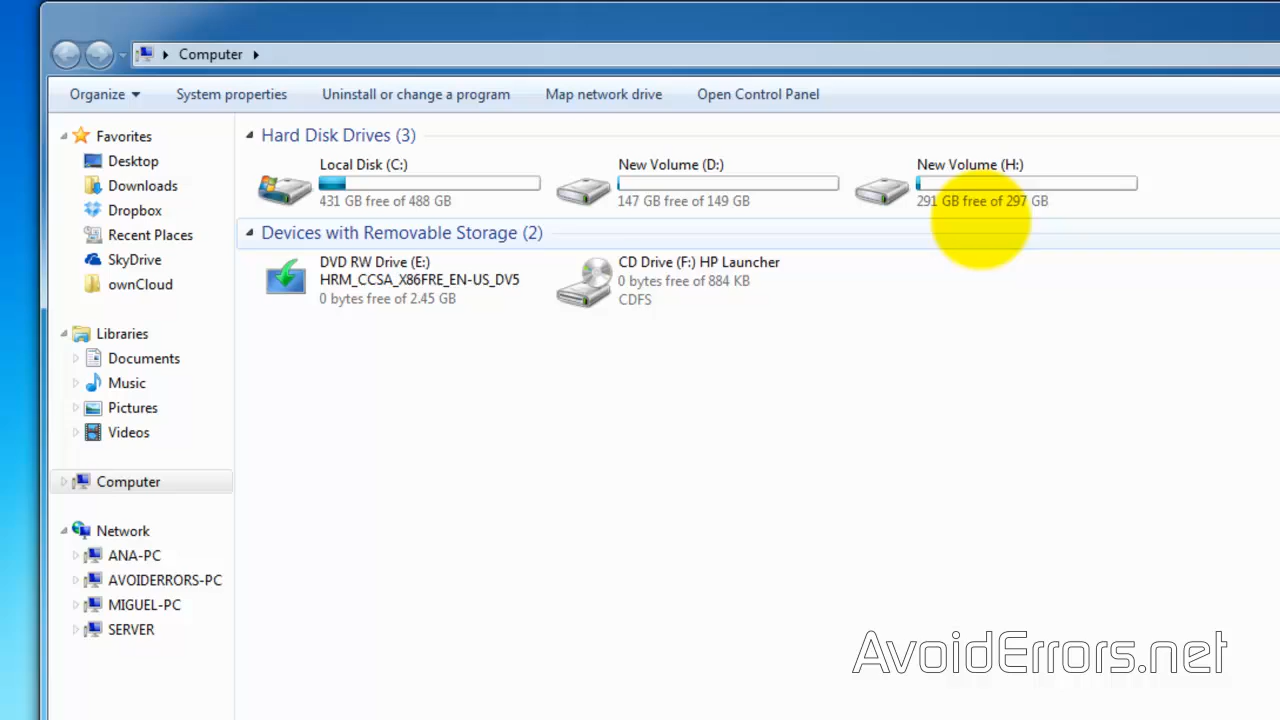 Computer
Organize
System properties
Uninstall or change a program
Map network drive
Open Control Panel
Favorites
Desktop
Downloads
Dropbox
Recent Places
SkyDrive
ownCloud
Libraries
Documents
Music
Pictures
Videos
Computer
Network
ANA-PC
AVOIDERRORS-PC
MIGUEL-PC
SERVER
Hard Disk Drives (3)
Local Disk (C:)
431 GB free of 488 GB
New Volume (D:)
147 GB free of 149 GB
New Volume (H:)
291 GB free of 297 GB
Devices with Removable Storage (2)
DVD RW Drive (E:)
HRM_CCSA_X86FRE_EN-US_DV5
0 bytes free of 2.45 GB
CD Drive (F:) HP Launcher
0 bytes free of 884 KB
CDFS
AvoidErrors.net